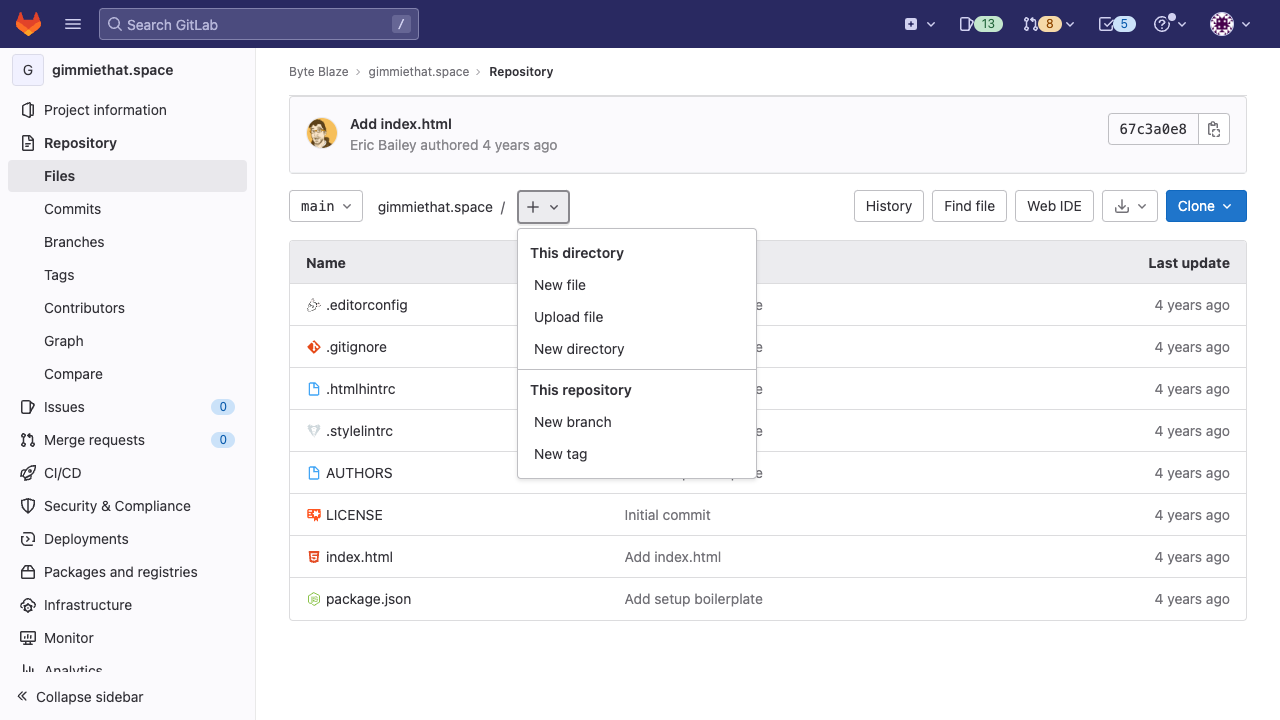 Search GitLab /
13
8
5
G gimmiethat.space
Project information
Repository
Files
Commits
Branches
Tags
Contributors
Graph
Compare
Issues 0
Merge requests 0
CI/CD
Security & Compliance
Deployments
Packages and registries
Infrastructure
Monitor
Analytics
Collapse sidebar
Byte Blaze > gimmiethat.space > Repository
Add index.html
Eric Bailey authored 4 years ago
67c3a0e8
main gimmiethat.space / + History Find file Web IDE Clone
This directory
New file
Upload file
New directory
This repository
New branch
New tag
Name Last update
.editorconfig 4 years ago
.gitignore 4 years ago
.htmlhintrc 4 years ago
.stylelintrc 4 years ago
AUTHORS 4 years ago
LICENSE Initial commit 4 years ago
index.html Add index.html 4 years ago
package.json Add setup boilerplate 4 years ago